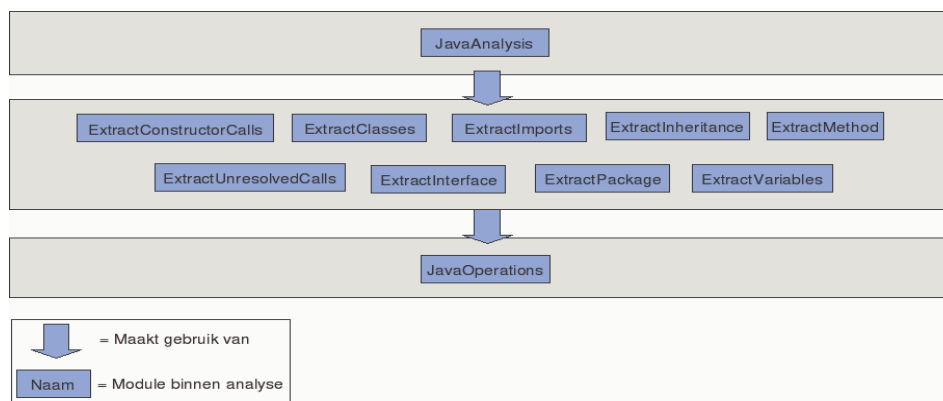 JavaAnalysis
ExtractConstructorCalls
ExtractClasses
ExtractImports
ExtractInheritance
ExtractMethod
ExtractUnresolvedCalls
ExtractInterface
ExtractPackage
ExtractVariables
JavaOperations
= Maakt gebruik van
Naam = Module binnen analyse